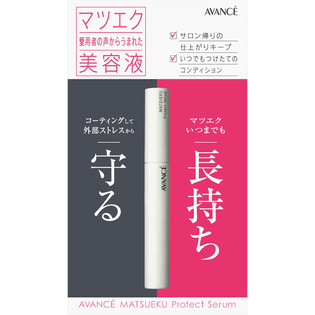 マツエク
愛用者の声からうまれた
美容液
AVANCÉ
✓サロン帰りの
仕上がりキープ
✓いつでもつけたての
コンディション
コーティングして
外部ストレスから
守る
マツエク
いつまでも
長持ち
MATSUEKU
Protect Serum
AVANCÉ
AVANCÉ MATSUEKU Protect Serum